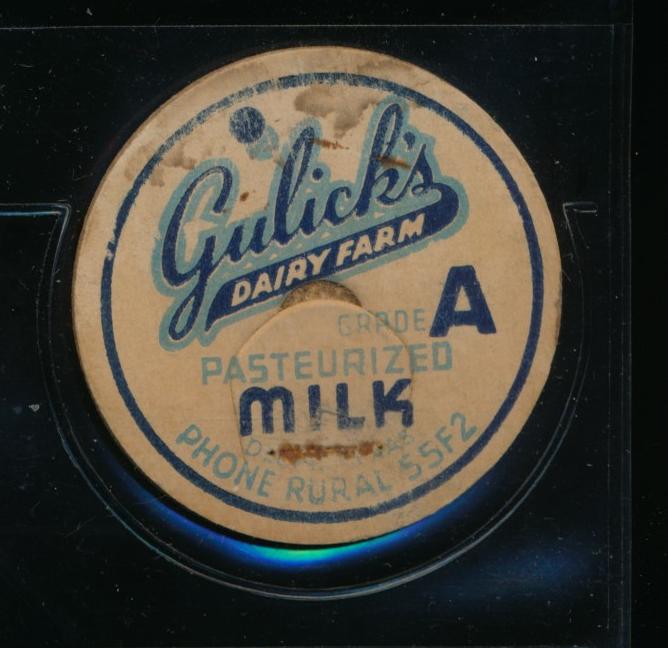 Gulick's
DAIRY FARM
GRADE A
PASTEURIZED
MILK
PHONE RURAL 55F2